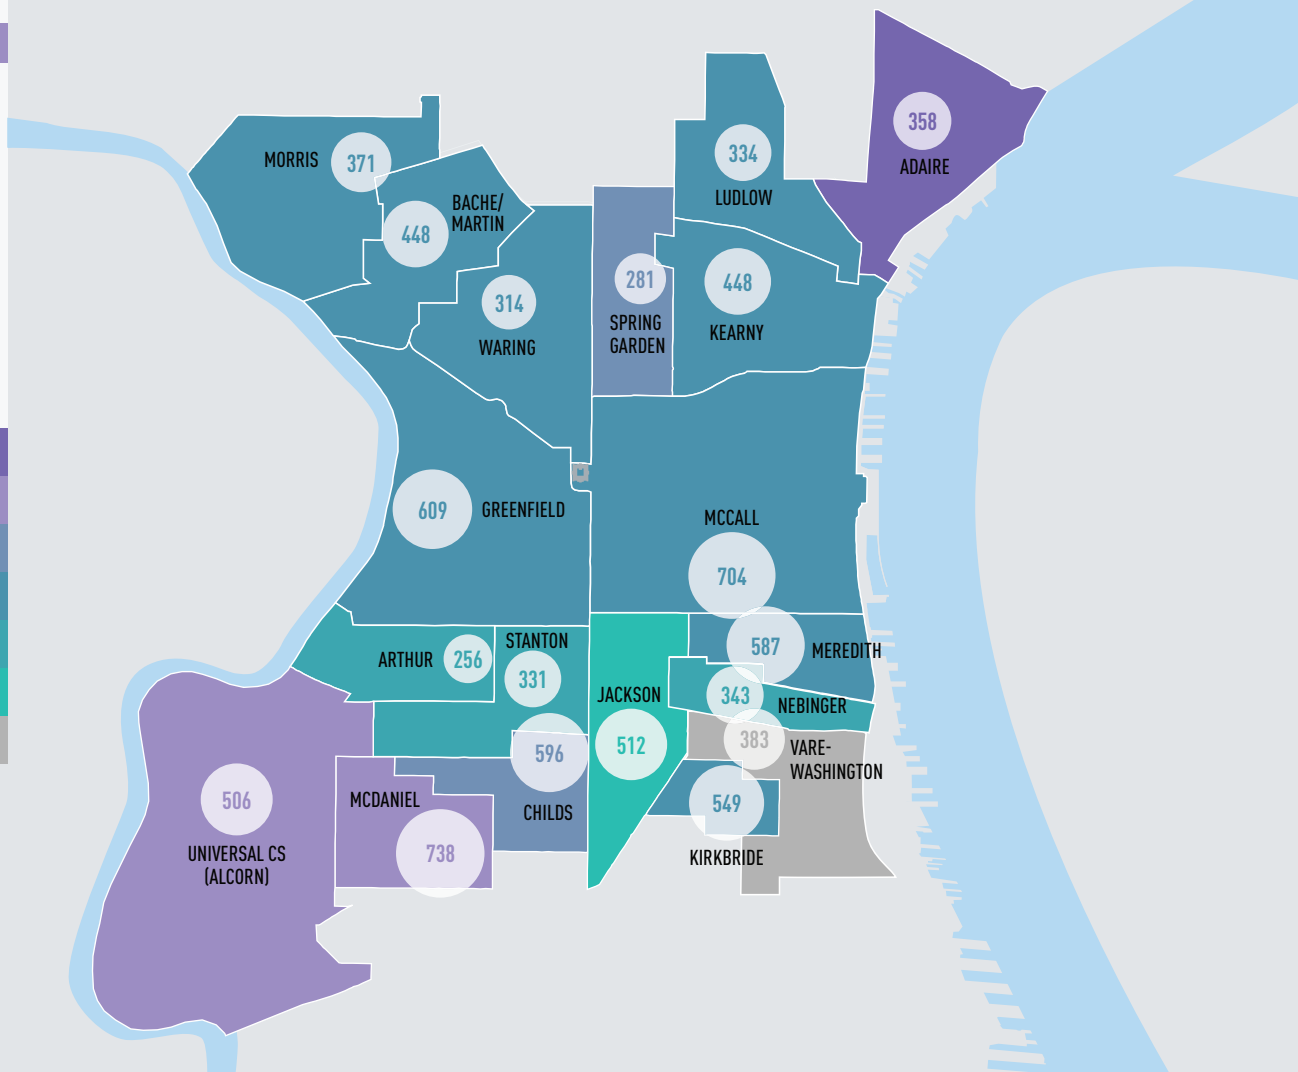 358
ADAIRE
334
LUDLOW
MORRIS
371
BACHE/
MARTIN
448
281
SPRING
GARDEN
448
KEARNY
314
WARING
609
GREENFIELD
MCCALL
704
587
MEREDITH
ARTHUR
256
STANTON
331
JACKSON
512
343
NEBINGER
383
VARE-
WASHINGTON
596
CHILDS
549
KIRKBRIDE
MCDANIEL
738
506
UNIVERSAL CS
(ALCORN)